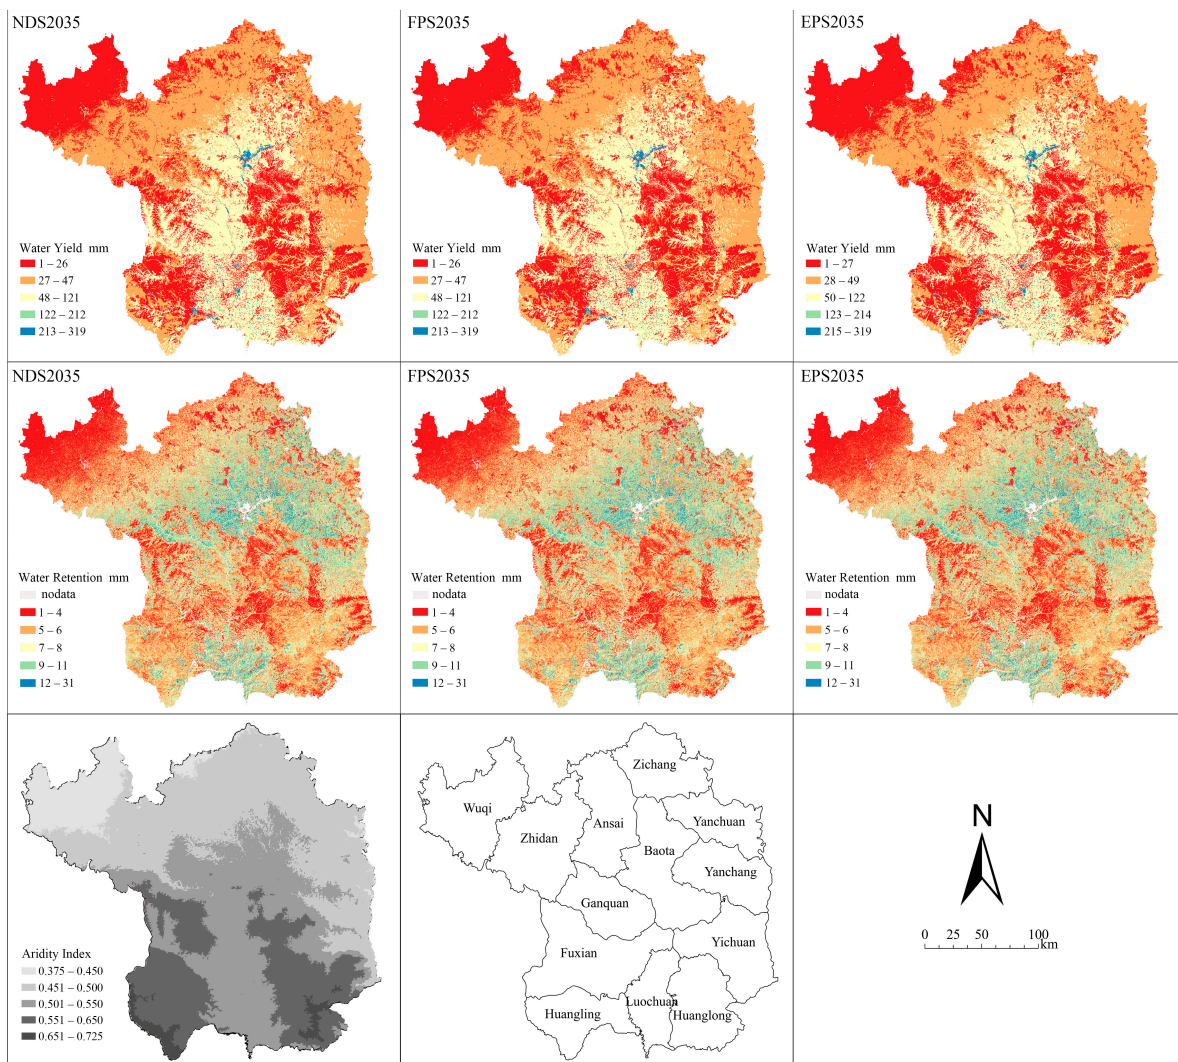 NDS2035
Water Yield  mm
1 – 26
27 – 47
48 – 121
122 – 212
213 – 319
FPS2035
Water Yield  mm
1 – 26
27 – 47
48 – 121
122 – 212
213 – 319
EPS2035
Water Yield  mm
1 – 27
28 – 49
50 – 122
123 – 214
215 – 319
NDS2035
Water Retention  mm
nodata
1 – 4
5 – 6
7 – 8
9 – 11
12 – 31
FPS2035
Water Retention  mm
nodata
1 – 4
5 – 6
7 – 8
9 – 11
12 – 31
EPS2035
Water Retention  mm
nodata
1 – 4
5 – 6
7 – 8
9 – 11
12 – 31
Aridity Index
0.375 – 0.450
0.451 – 0.500
0.501 – 0.550
0.551 – 0.650
0.651 – 0.725
Zichang
Wuqi
Ansai
Yanchuan
Zhidan
Baota
Yanchang
Ganquan
Yichuan
Fuxian
Luochuan
Huangling
Huanglong
N
0 25 50 100
km